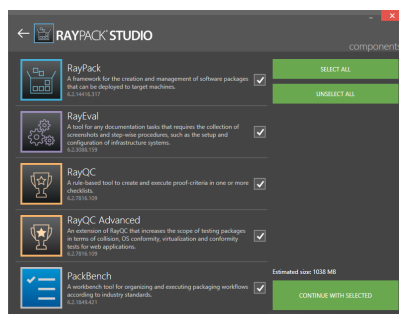 RAYPACK STUDIO
components
RayPack
A framework for the creation and management of software packages
that can be deployed to target machines.
6.2.14416.317
RayEval
A tool for any documentation tasks that requires the collection of
screenshots and step-wise procedures, such as the setup and
configuration of infrastructure systems.
6.2.3088.159
RayQC
A rule-based tool to create and execute proof-criteria in one or more
checklists.
6.2.7816.109
RayQC Advanced
An extension of RayQC that increases the scope of testing packages
in terms of collision, OS conformity, virtualization and conformity
tests for web applications.
6.2.7816.109
PackBench
A workbench tool for organizing and executing packaging workflows
according to industry standards.
6.2.1849.421
SELECT ALL
UNSELECT ALL
Estimated size: 1038 MB
CONTINUE WITH SELECTED